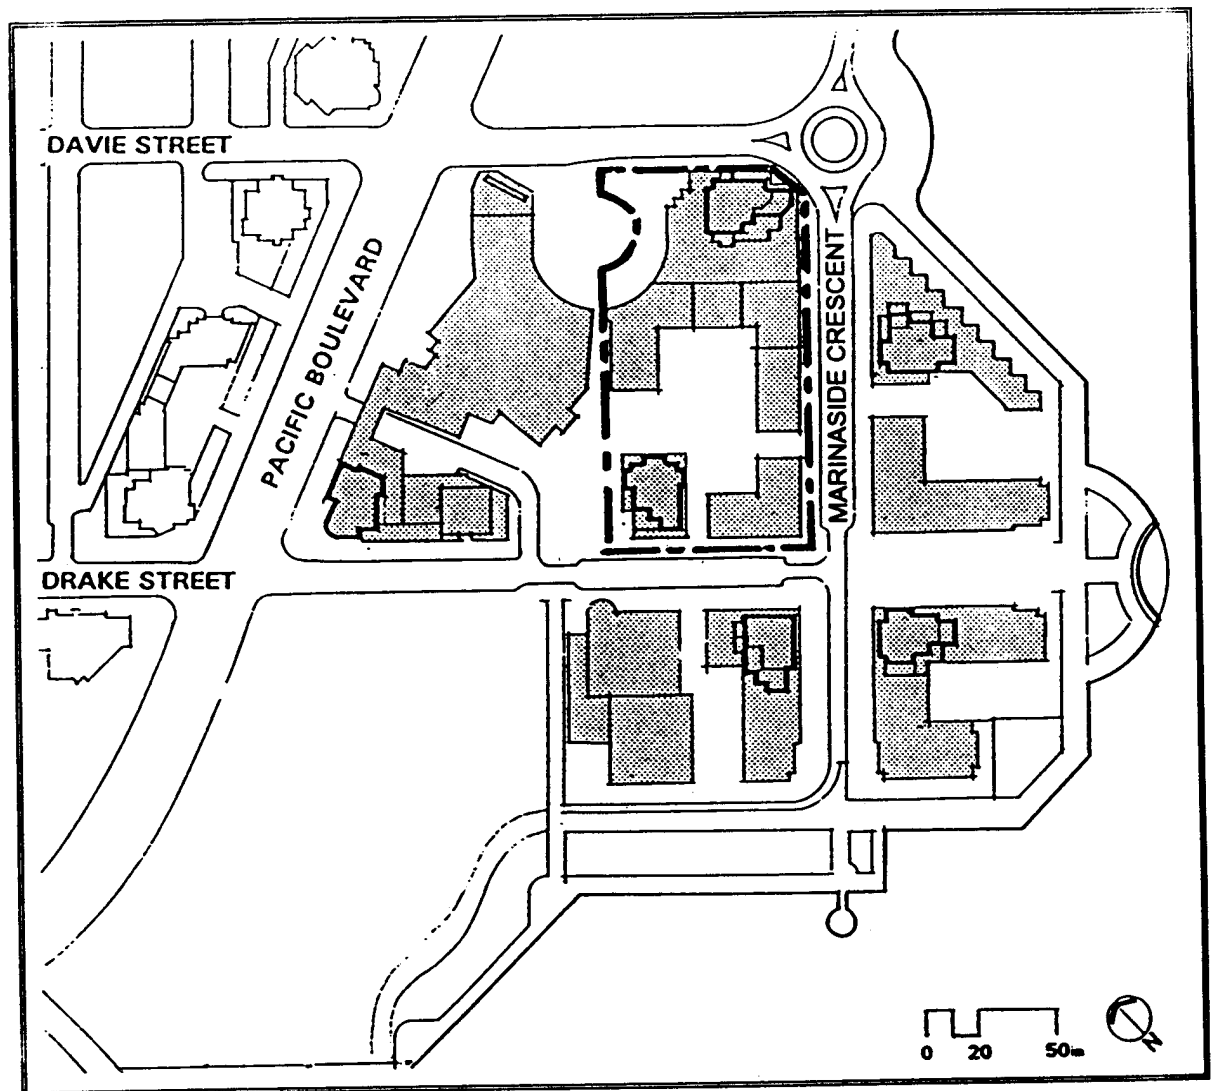 DAVIE STREET
PACIFIC BOULEVARD
MARINASIDE CRESCENT
DRAKE STREET
0 20 50m
N